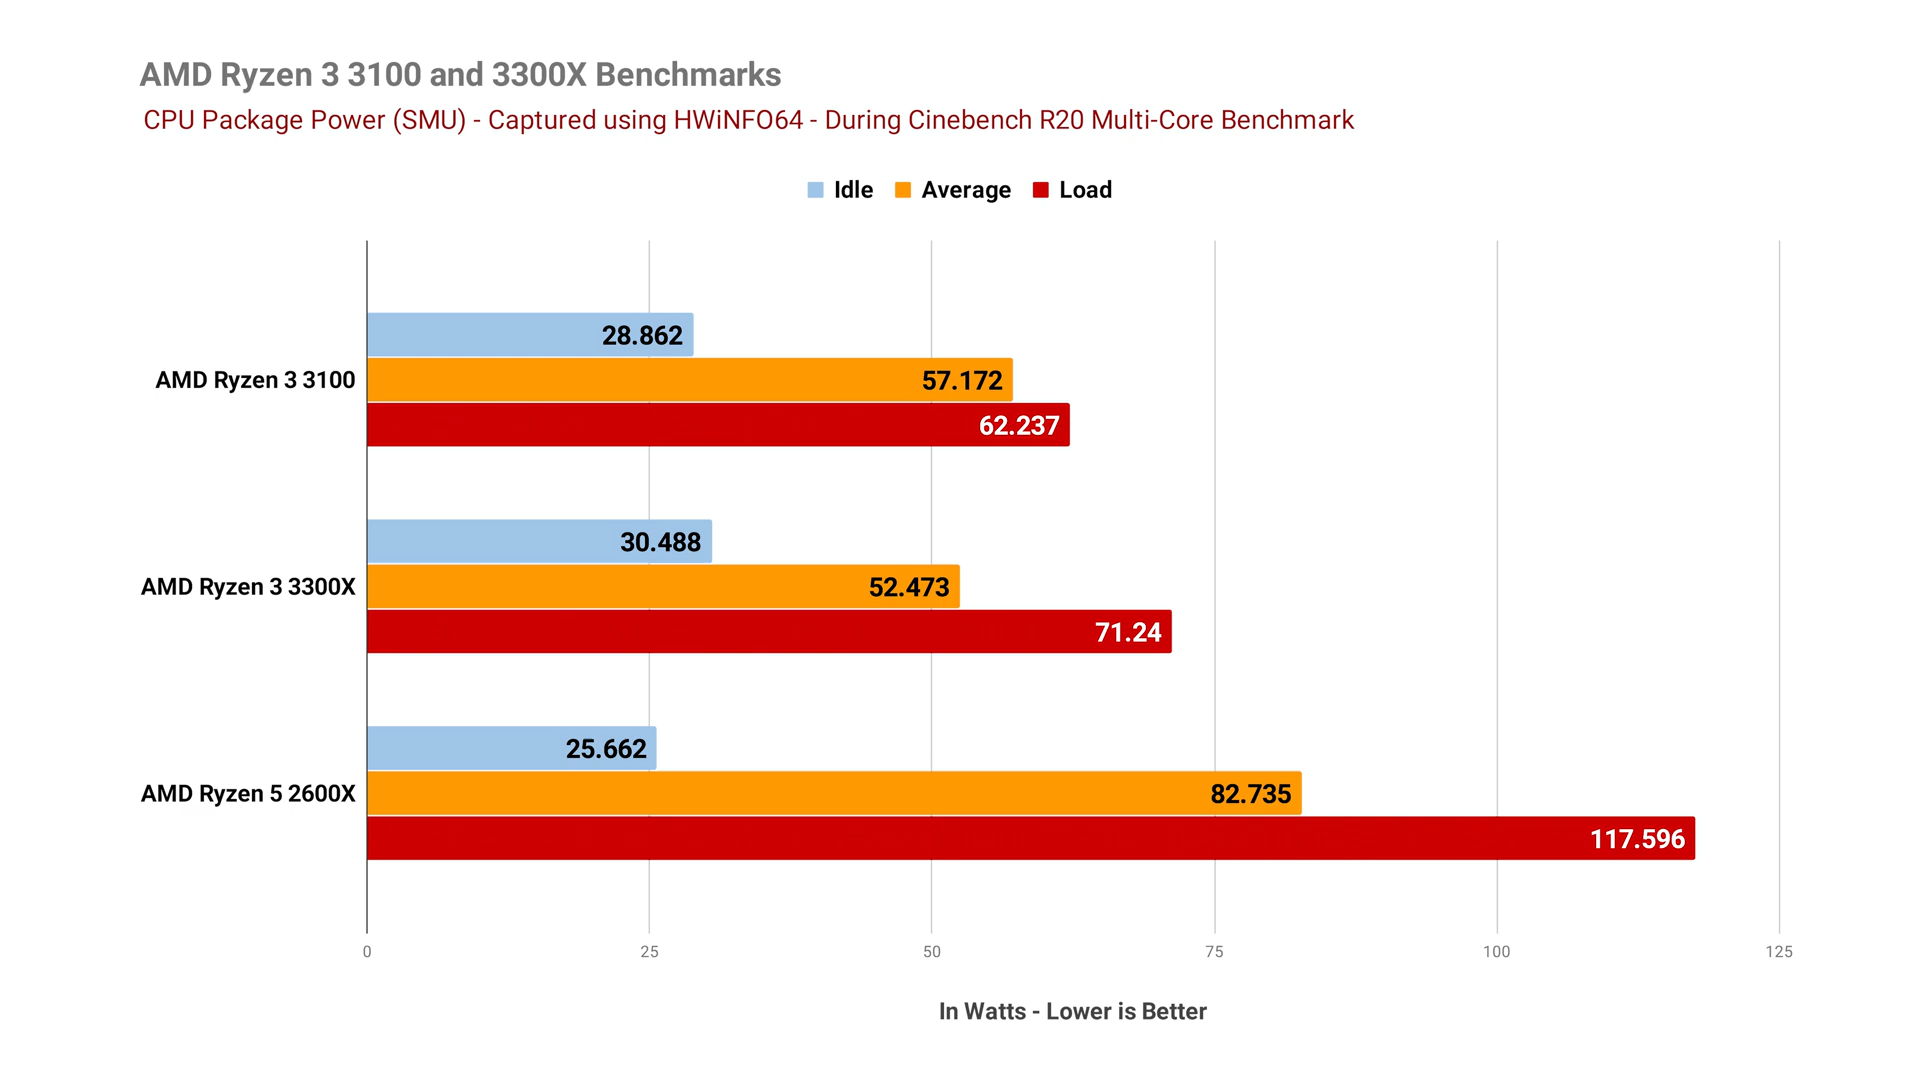 AMD Ryzen 3 3100 and 3300X Benchmarks
CPU Package Power (SMU) - Captured using HWiNFO64 - During Cinebench R20 Multi-Core Benchmark
Idle Average Load
28.862
AMD Ryzen 3 3100 57.172
62.237
30.488
AMD Ryzen 3 3300X 52.473
71.24
25.662
AMD Ryzen 5 2600X 82.735
117.596
0 25 50 75 100 125
In Watts - Lower is Better